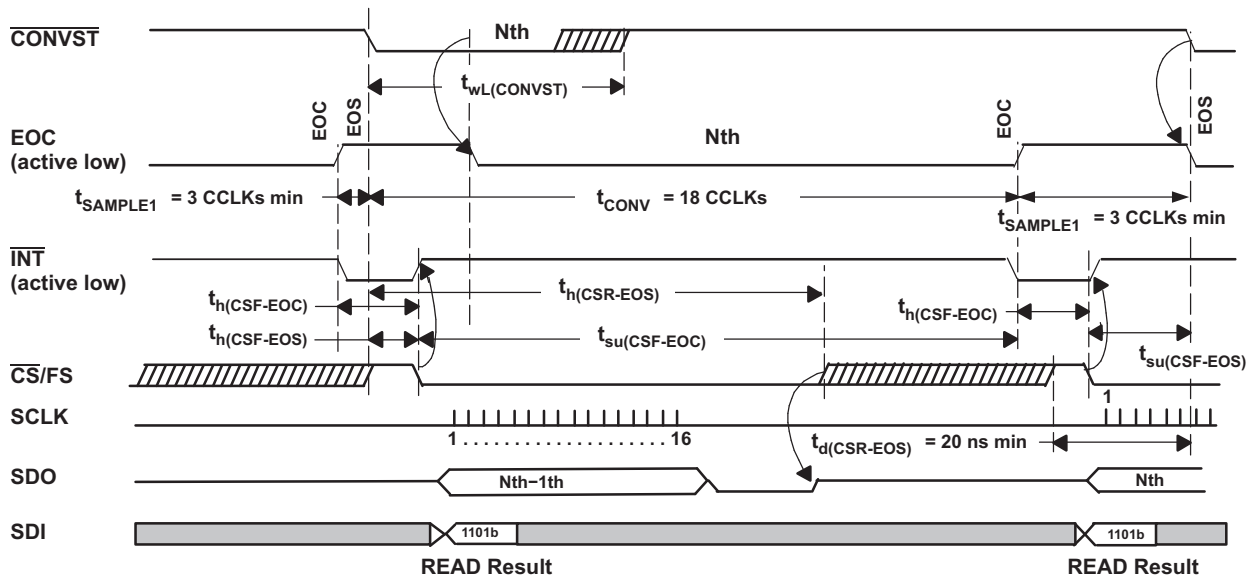 CONVST
Nth
twL(CONVST)
EOC
EOS
EOC
EOS
EOC
(active low)
Nth
tSAMPLE1 = 3 CCLKs min
tCONV = 18 CCLKs
tSAMPLE1 = 3 CCLKs min
INT
(active low)
th(CSF-EOC)
th(CSR-EOS)
th(CSF-EOC)
th(CSF-EOS)
tsu(CSF-EOC)
tsu(CSF-EOS)
CS/FS
SCLK
1 . . . . . . . . . . . . . . . . . . . . 16
1
td(CSR-EOS) = 20 ns min
SDO
Nth−1th
Nth
SDI
1101b
1101b
READ Result
READ Result